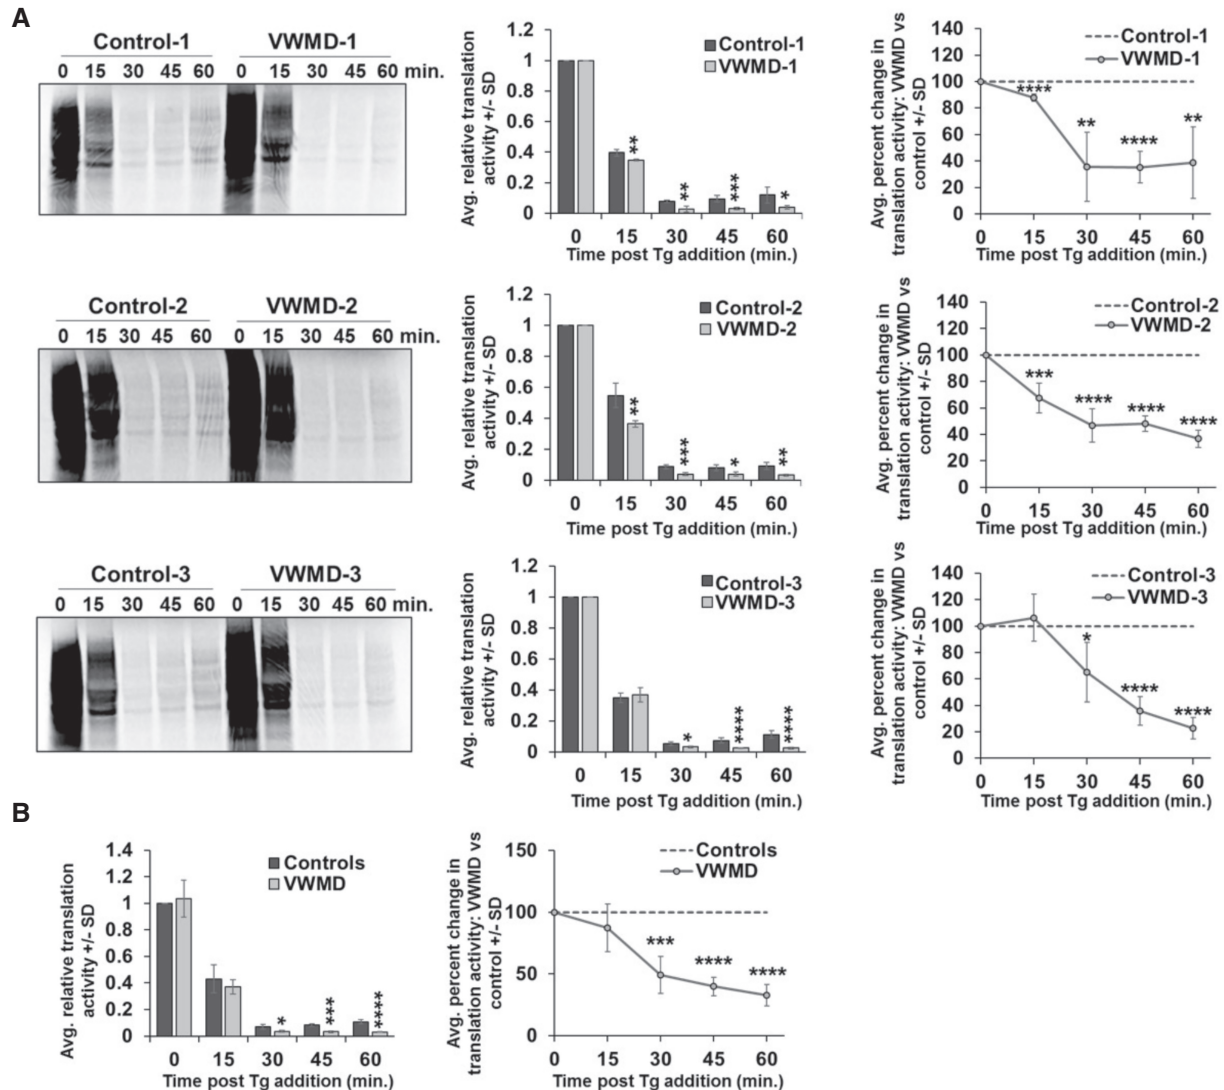 A
Control-1 VWMD-1
0 15 30 45 60 0 15 30 45 60 min.
Avg. relative translation
activity +/- SD
1.2
1
0.8
0.6
0.4
0.2
0
Control-1
VWMD-1
**
**
***
*
0 15 30 45 60
Time post Tg addition (min.)
Avg. percent change in
translation activity: VWMD vs
control +/- SD
140
120
100
80
60
40
20
0
Control-1
VWMD-1
****
**
****
**
0 15 30 45 60
Time post Tg addition (min.)
Control-2 VWMD-2
0 15 30 45 60 0 15 30 45 60 min.
Avg. relative translation
activity +/- SD
1.2
1
0.8
0.6
0.4
0.2
0
Control-2
VWMD-2
**
***
*
**
0 15 30 45 60
Time post Tg addition (min.)
Avg. percent change in
translation activity: VWMD vs
control +/- SD
140
120
100
80
60
40
20
0
Control-2
VWMD-2
***
****
****
****
0 15 30 45 60
Time post Tg addition (min.)
Control-3 VWMD-3
0 15 30 45 60 0 15 30 45 60 min.
Avg. relative translation
activity +/- SD
1.2
1
0.8
0.6
0.4
0.2
0
Control-3
VWMD-3
*
****
****
0 15 30 45 60
Time post Tg addition (min.)
Avg. percent change in
translation activity: VWMD vs
control +/- SD
140
120
100
80
60
40
20
0
Control-3
VWMD-3
*
****
****
0 15 30 45 60
Time post Tg addition (min.)
B
Avg. relative translation
activity +/- SD
1.4
1.2
1
0.8
0.6
0.4
0.2
0
Controls
VWMD
*
***
****
0 15 30 45 60
Time post Tg addition (min.)
Avg. percent change in
translation activity: VWMD vs
control +/- SD
150
100
50
0
Controls
VWMD
***
****
****
0 15 30 45 60
Time post Tg addition (min.)